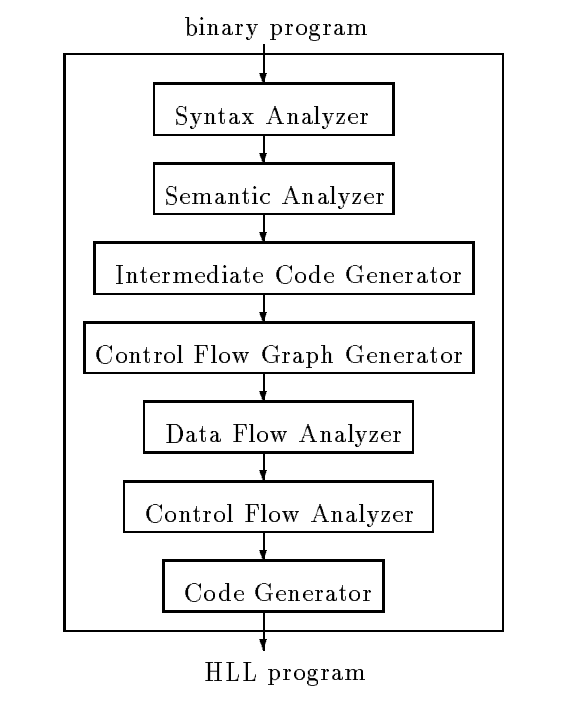 binary program
Syntax Analyzer
Semantic Analyzer
Intermediate Code Generator
Control Flow Graph Generator
Data Flow Analyzer
Control Flow Analyzer
Code Generator
HLL program